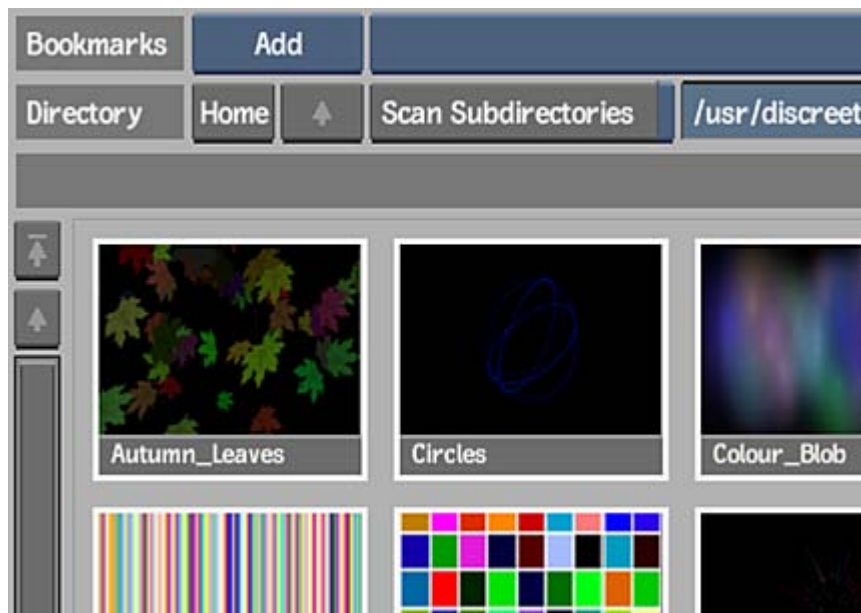 Bookmarks Add
Directory Home Scan Subdirectories /usr/discreet
Autumn_Leaves Circles Colour_Blob